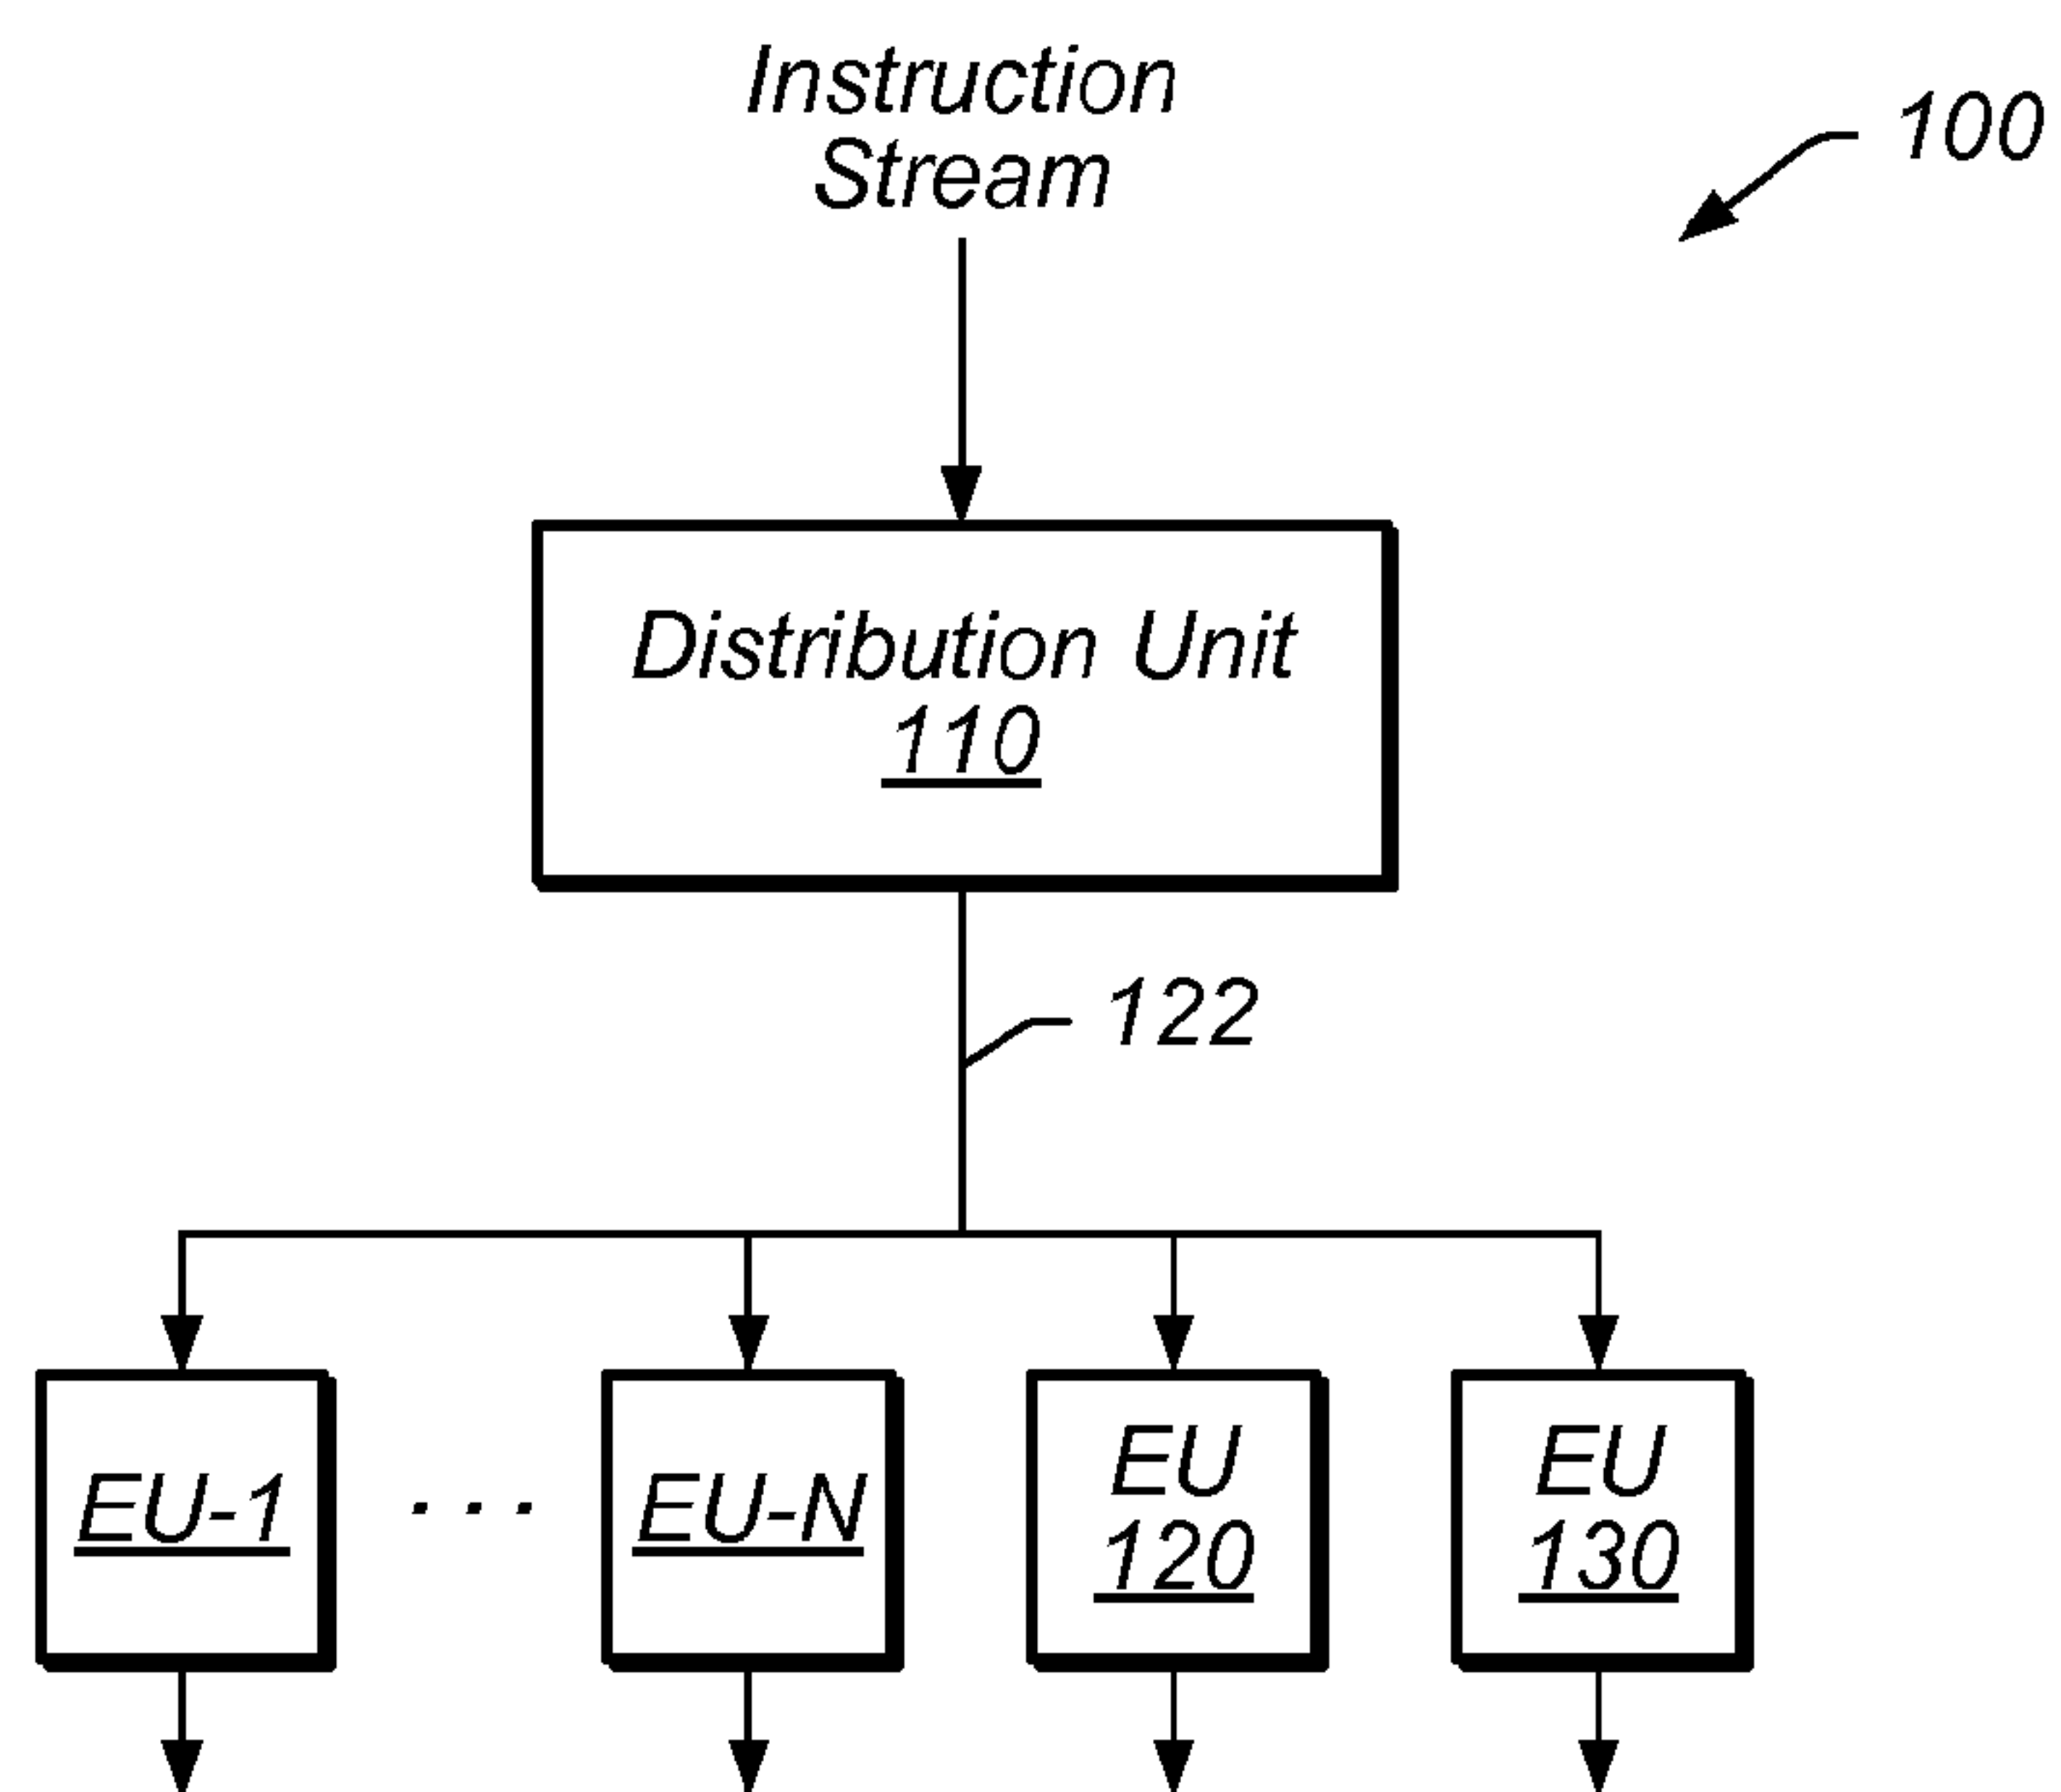 Instruction
Stream
100
Distribution Unit
110
122
EU-1
. . .
EU-N
EU
120
EU
130